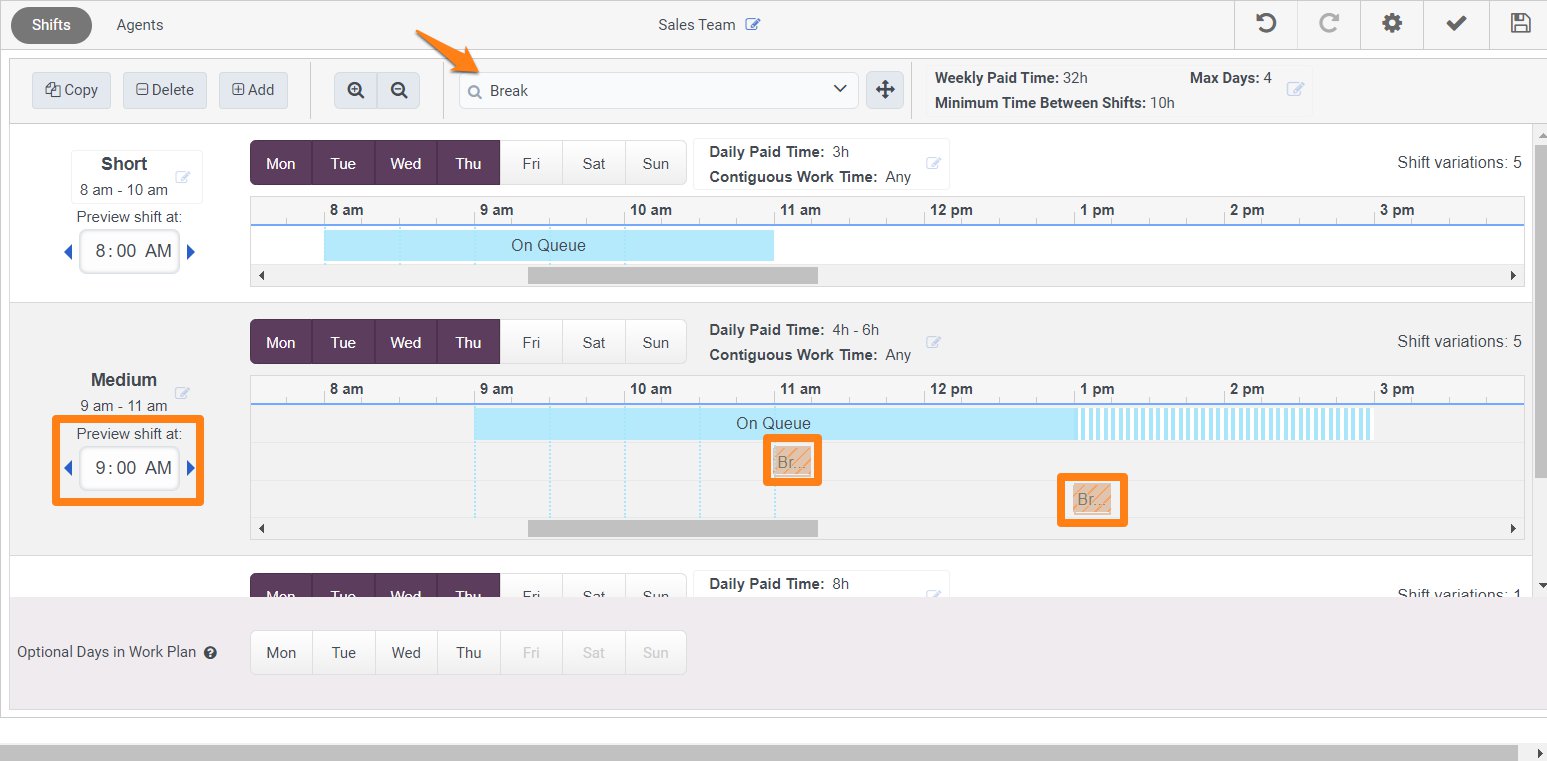 Shifts Agents Sales Team
Copy Delete Add Break Weekly Paid Time: 32h Max Days: 4
Minimum Time Between Shifts: 10h
Short
8 am - 10 am
Preview shift at:
8:00 AM
Mon Tue Wed Thu Fri Sat Sun
Daily Paid Time: 3h
Contiguous Work Time: Any
Shift variations: 5
8 am 9 am 10 am 11 am 12 pm 1 pm 2 pm 3 pm
On Queue
Medium
9 am - 11 am
Preview shift at:
9:00 AM
Mon Tue Wed Thu Fri Sat Sun
Daily Paid Time: 4h - 6h
Contiguous Work Time: Any
Shift variations: 5
8 am 9 am 10 am 11 am 12 pm 1 pm 2 pm 3 pm
On Queue
Br...
Br...
Mon Tue Wed Thu Fri Sat Sun
Daily Paid Time: 8h
Shift variations: 1
Optional Days in Work Plan ? Mon Tue Wed Thu Fri Sat Sun